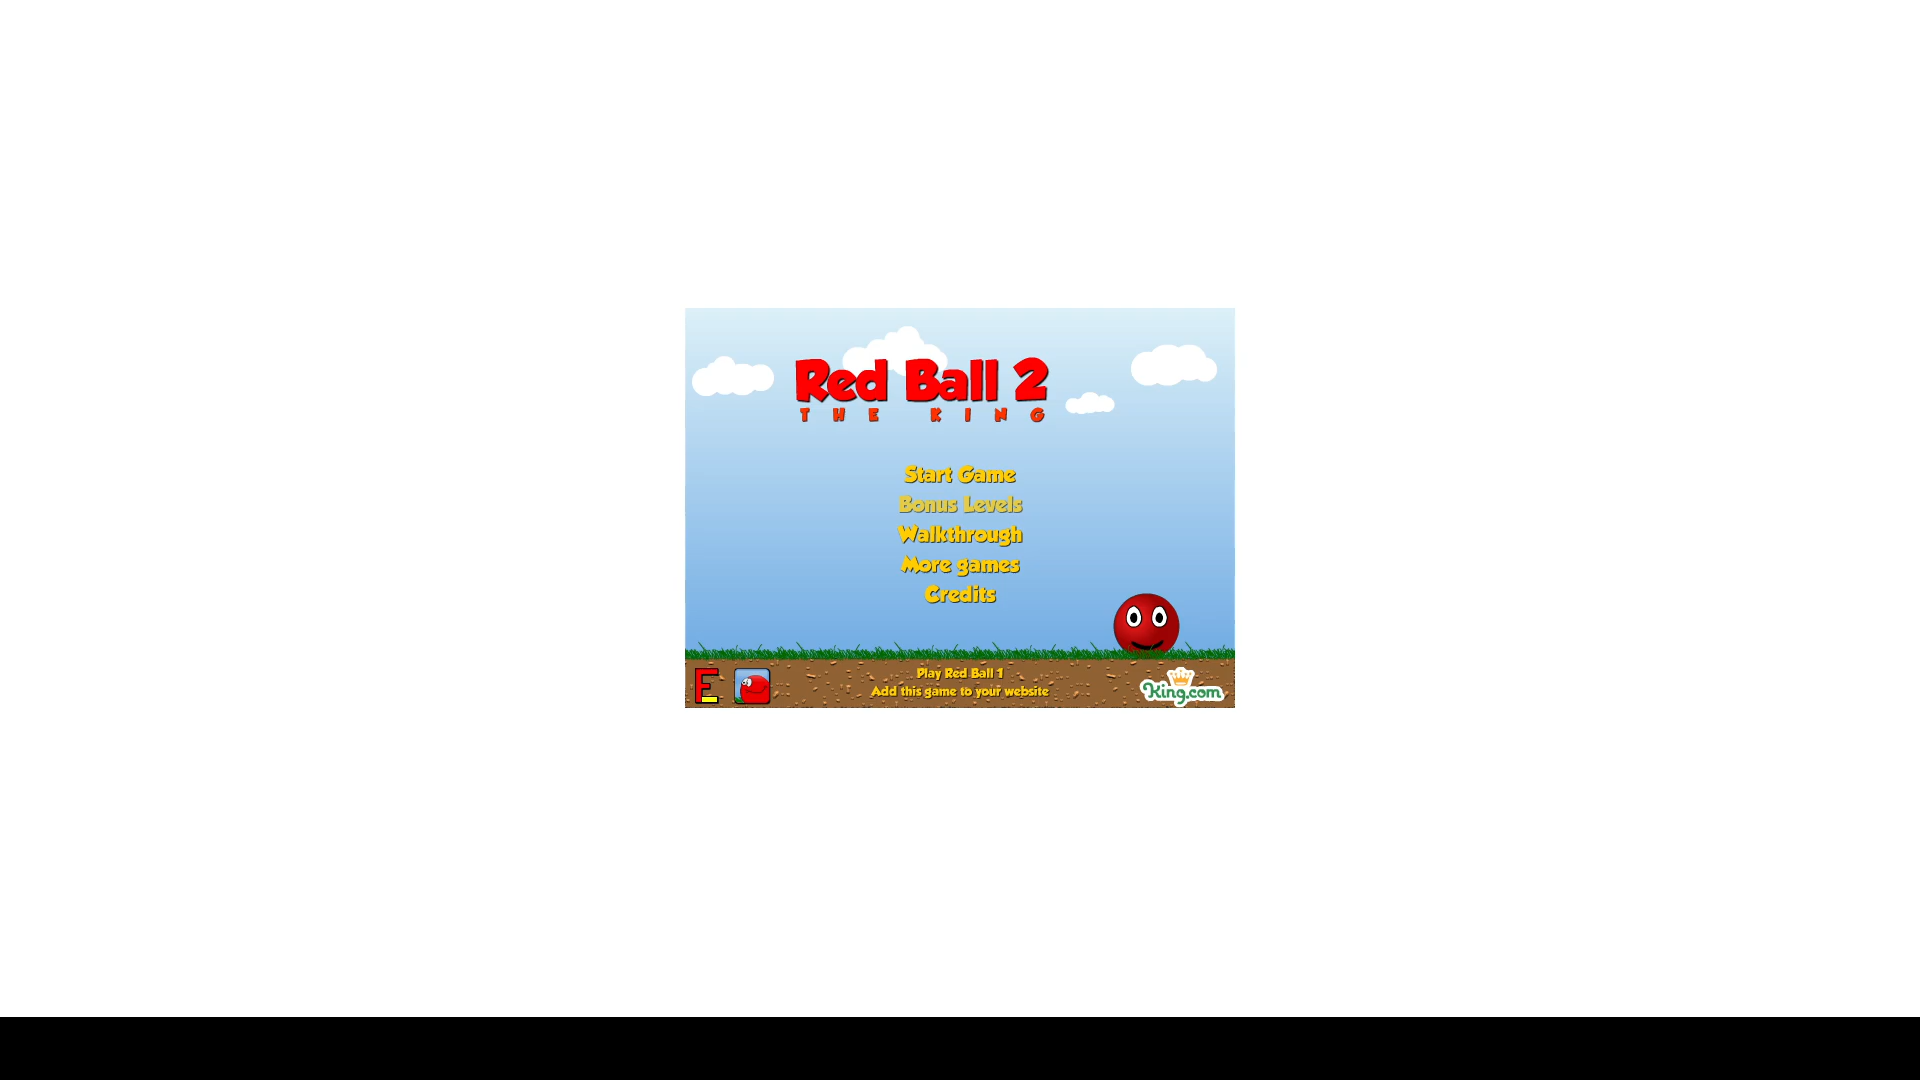 Red Ball 2
THE KING
Start Game
Bonus Levels
Walkthrough
More games
Credits
Play Red Ball 1
Add this game to your website
King.com